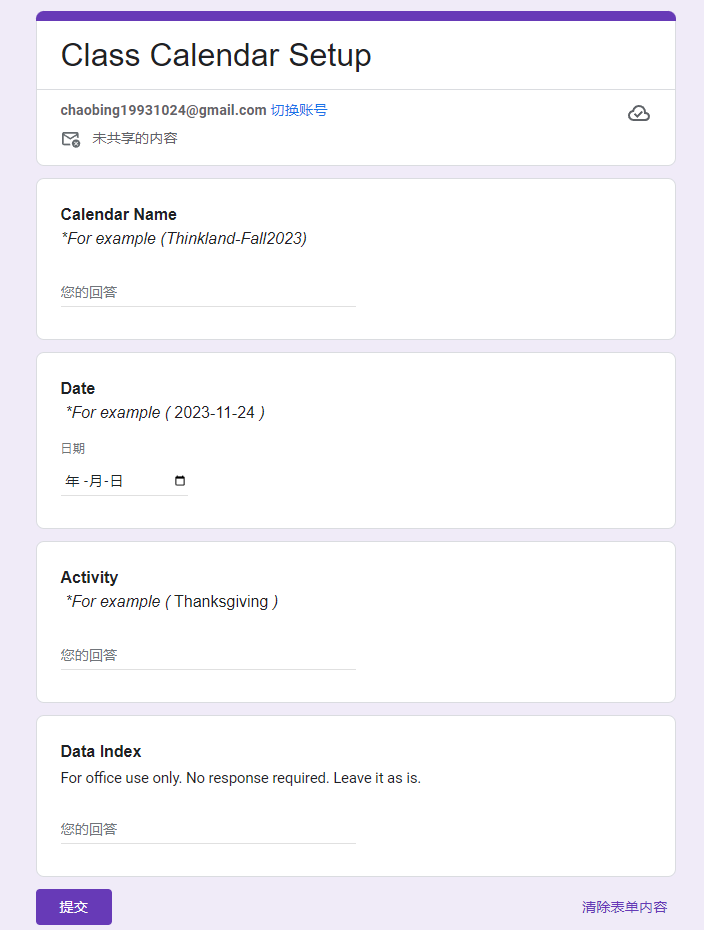 Class Calendar Setup
chaobing19931024@gmail.com 切换账号
未共享的内容
Calendar Name
*For example (Thinkland-Fall2023)
您的回答
Date
*For example ( 2023-11-24 )
日期
年 -月-日
Activity
*For example ( Thanksgiving )
您的回答
Data Index
For office use only. No response required. Leave it as is.
您的回答
提交
清除表单内容